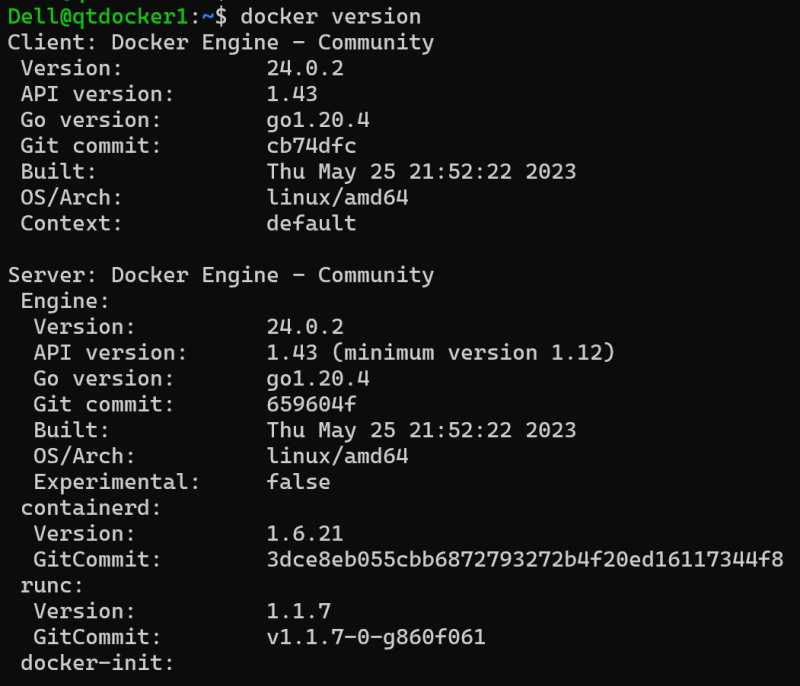 Dell@qtdocker1:~$ docker version
Client: Docker Engine - Community
 Version:           24.0.2
 API version:       1.43
 Go version:        go1.20.4
 Git commit:        cb74dfc
 Built:             Thu May 25 21:52:22 2023
 OS/Arch:           linux/amd64
 Context:           default

Server: Docker Engine - Community
 Engine:
  Version:          24.0.2
  API version:      1.43 (minimum version 1.12)
  Go version:       go1.20.4
  Git commit:       659604f
  Built:            Thu May 25 21:52:22 2023
  OS/Arch:          linux/amd64
  Experimental:     false
 containerd:
  Version:          1.6.21
  GitCommit:        3dce8eb055cbb6872793272b4f20ed16117344f8
 runc:
  Version:          1.1.7
  GitCommit:        v1.1.7-0-g860f061
 docker-init: